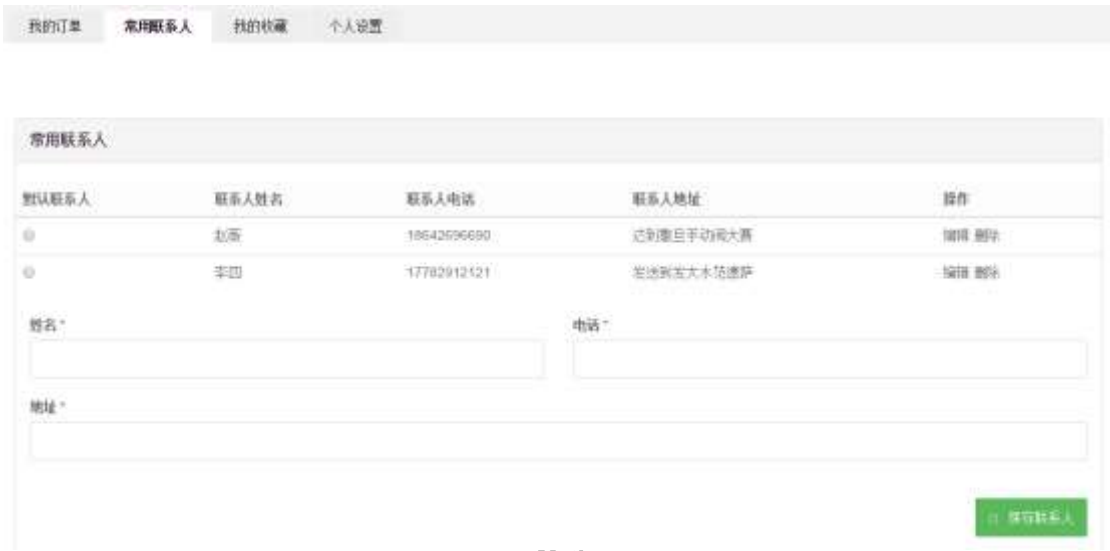 我的订单 常用联系人 我的收藏 个人设置
常用联系人
默认联系人 联系人姓名 联系人电话 联系人地址 操作
赵薇 18642696690 编辑 删除
李四 17782912121 编辑 删除
姓名 * 电话 *
地址 *
保存联系人